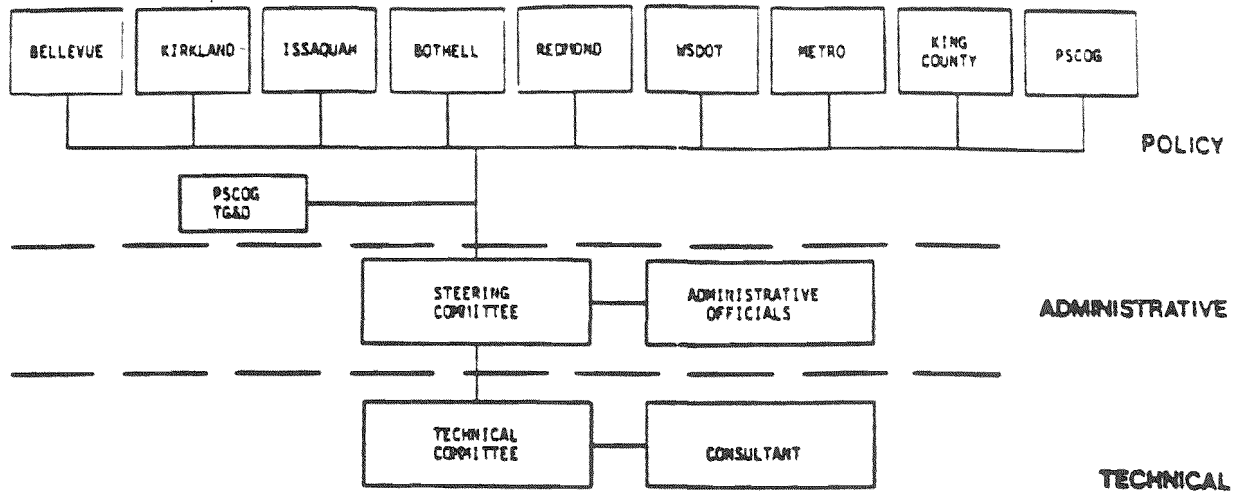 BELLEVUE
KIRKLAND
ISSAQUAH
BOTHELL
REDMOND
WSDOT
METRO
KING
COUNTY
PSCOG
POLICY
PSCOG
TG&D
STEERING
COMMITTEE
ADMINISTRATIVE
OFFICIALS
ADMINISTRATIVE
TECHNICAL
COMMITTEE
CONSULTANT
TECHNICAL